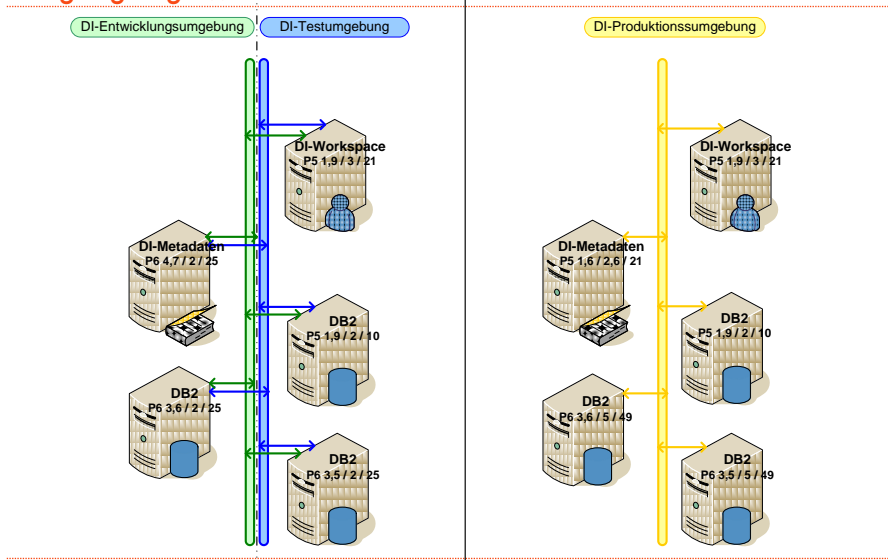 DI-Entwicklungsumgebung
DI-Testumgebung
DI-Produktionssumgebung
DI-Workspace
P5 1,9 / 3 / 21
DI-Metadaten
P6 4,7 / 2 / 25
DB2
P5 1,9 / 2 / 10
DB2
P6 3,6 / 2 / 25
DB2
P6 3,5 / 2 / 25
DI-Workspace
P5 1,9 / 3 / 21
DI-Metadaten
P5 1,6 / 2,6 / 21
DB2
P5 1,9 / 2 / 10
DB2
P6 3,6 / 5 / 49
DB2
P6 3,5 / 5 / 49